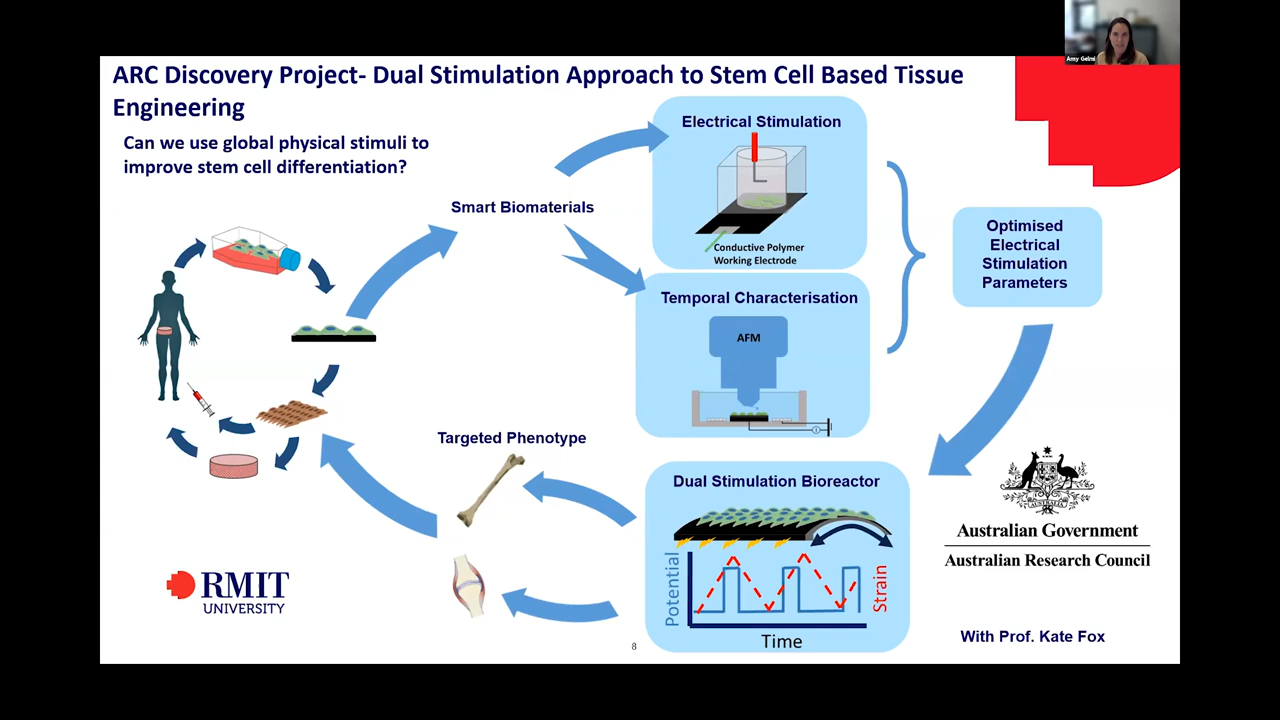 Amy Gelmi
ARC Discovery Project- Dual Stimulation Approach to Stem Cell Based Tissue
Engineering
Can we use global physical stimuli to
improve stem cell differentiation?
Electrical Stimulation
Conductive Polymer
Working Electrode
Smart Biomaterials
Temporal Characterisation
AFM
Optimised
Electrical
Stimulation
Parameters
Targeted Phenotype
Dual Stimulation Bioreactor
Potential
Strain
Time
AUSTRALIA
Australian Government
Australian Research Council
RMIT
UNIVERSITY
8
With Prof. Kate Fox